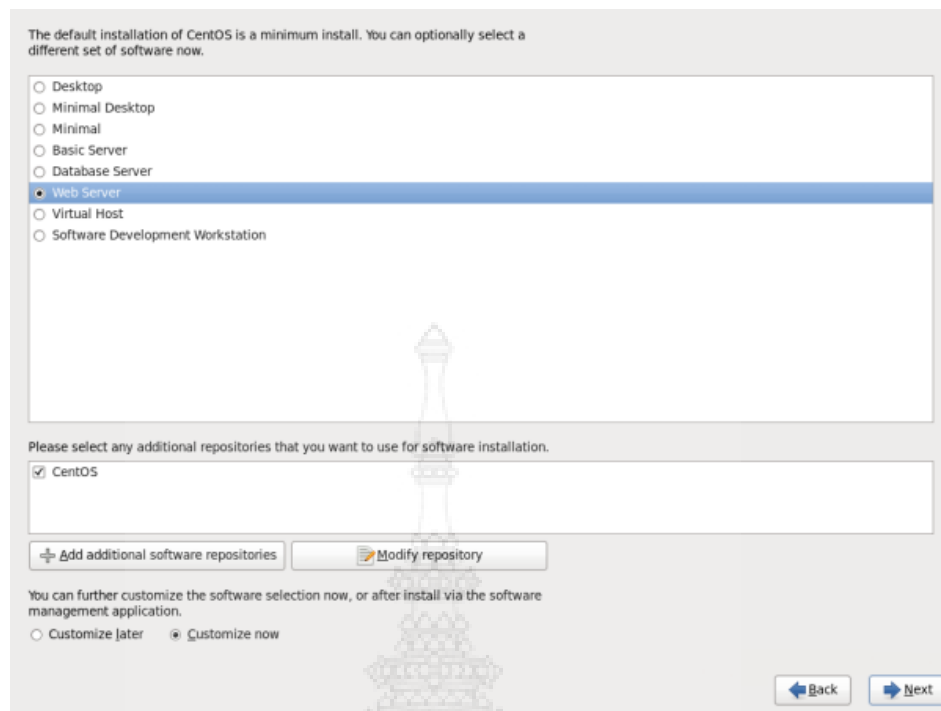 The default installation of CentOS is a minimum install. You can optionally select a
different set of software now.
Desktop
Minimal Desktop
Minimal
Basic Server
Database Server
Web Server
Virtual Host
Software Development Workstation
Please select any additional repositories that you want to use for software installation.
CentOS
Add additional software repositories
Modify repository
You can further customize the software selection now, or after install via the software
management application.
Customize later
Customize now
Back
Next